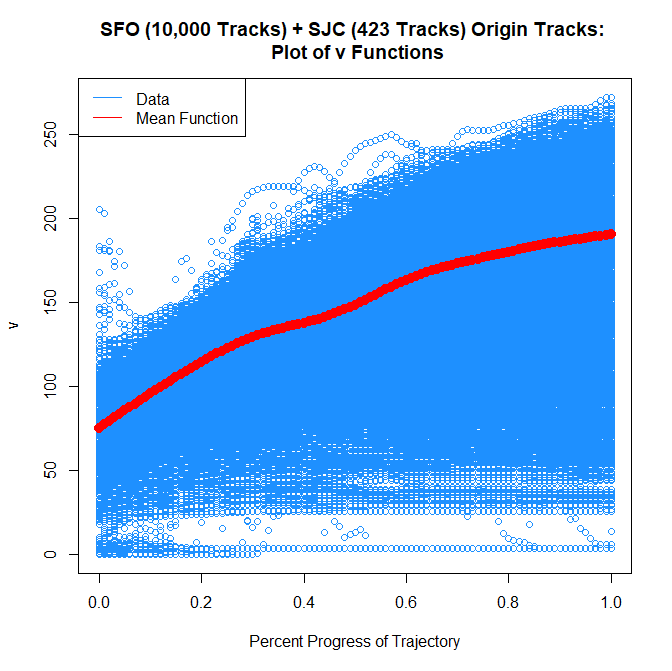 SFO (10,000 Tracks) + SJC (423 Tracks) Origin Tracks:
Plot of v Functions
Data
Mean Function
250
200
150
100
50
0
v
0.0 0.2 0.4 0.6 0.8 1.0
Percent Progress of Trajectory